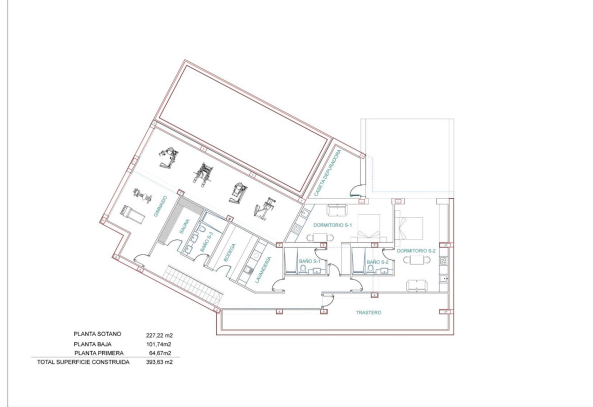 CASETA DEPURADORA
GIMNASIO
SAUNA
BAÑO S-3
BODEGA
LAVANDERIA
DORMITORIO S-1
DORMITORIO S-2
BAÑO S-1
BAÑO S-2
TRASTERO
PLANTA SOTANO 227,22 m2
PLANTA BAJA 101,74m2
PLANTA PRIMERA 64,67m2
TOTAL SUPERFICIE CONSTRUIDA 393,63 m2